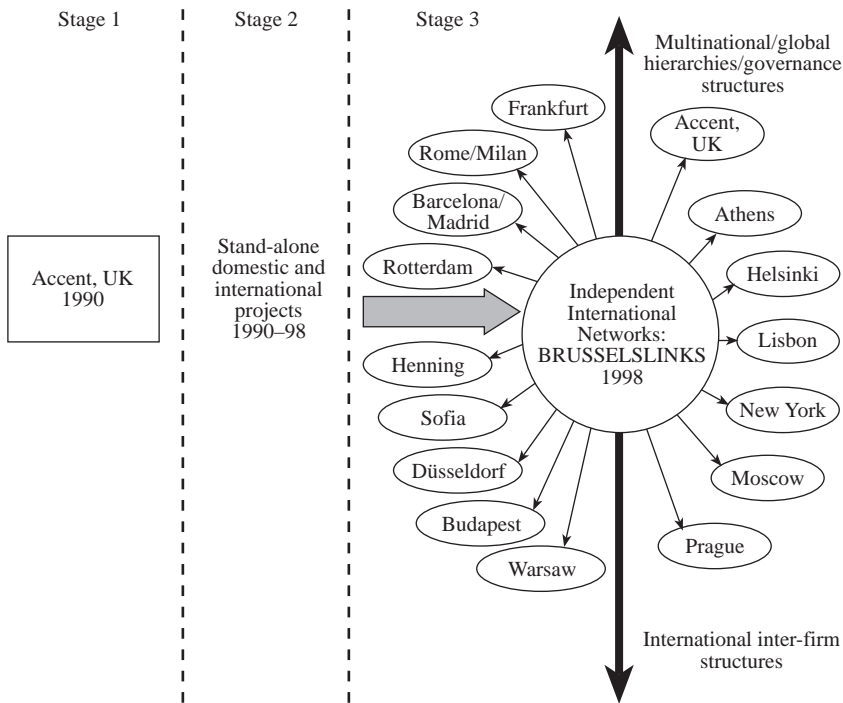 Stage 1
Stage 2
Stage 3
Accent, UK
1990
Stand-alone
domestic and
international
projects
1990–98
Multinational/global
hierarchies/governance
structures
Frankfurt
Rome/Milan
Barcelona/
Madrid
Rotterdam
Henning
Sofia
Düsseldorf
Budapest
Warsaw
Independent
International
Networks:
BRUSSELSLINKS
1998
Accent,
UK
Athens
Helsinki
Lisbon
New York
Moscow
Prague
International inter-firm
structures